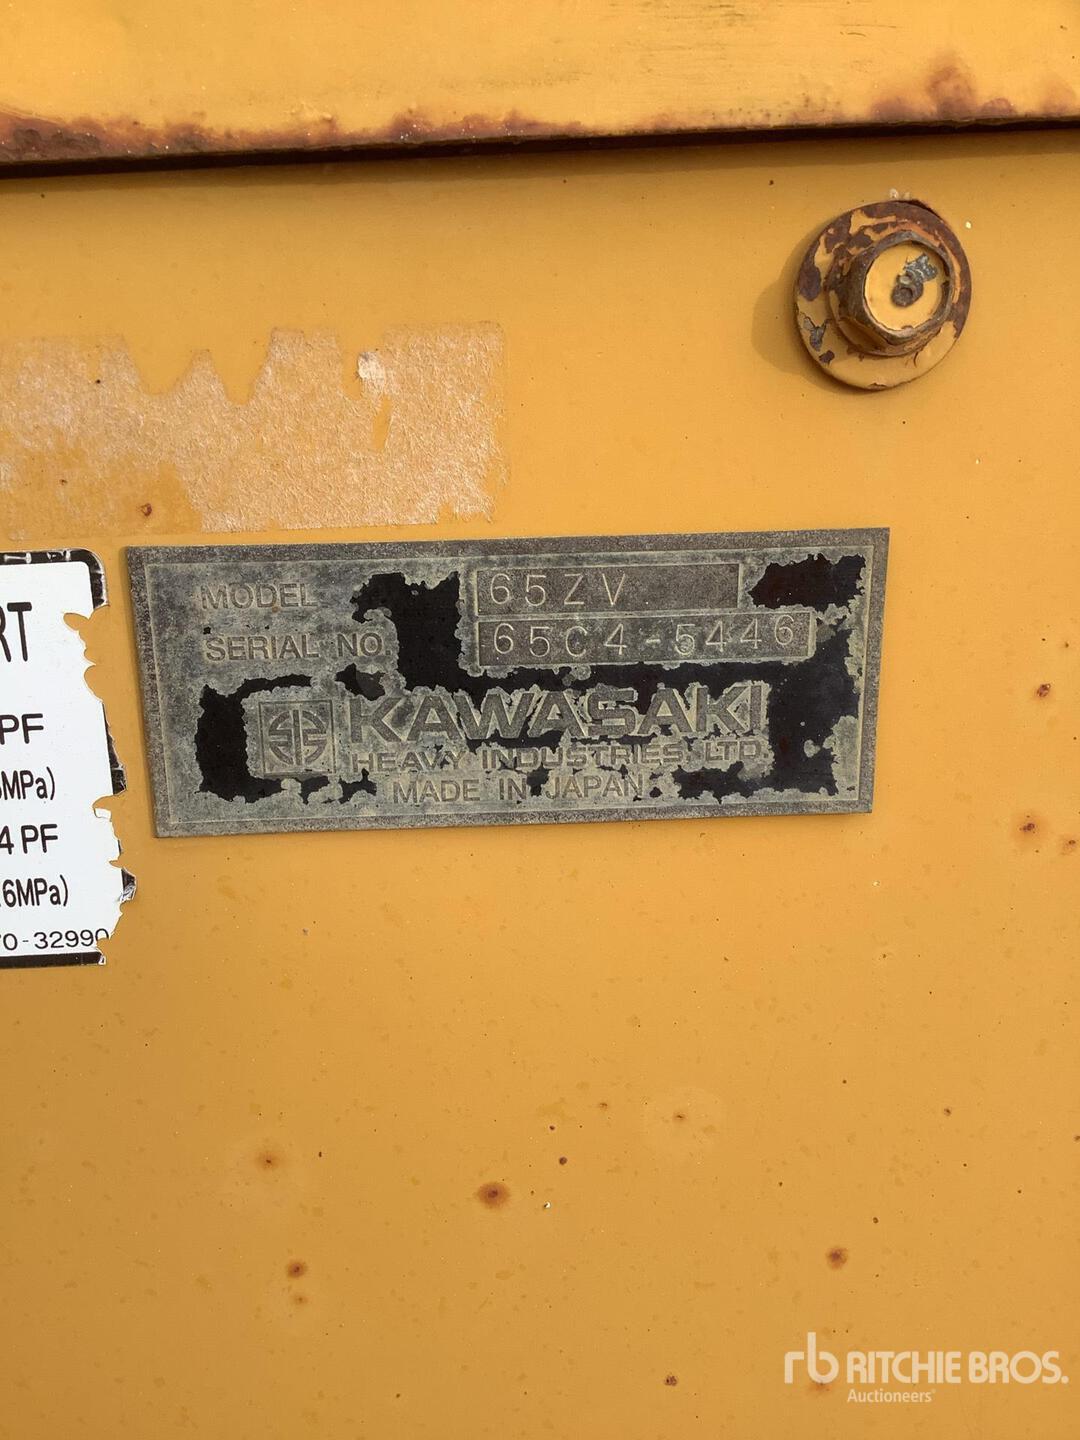 RT
PF
MPa)
4 PF
6MPa)
70-32990
MODEL 65ZV
SERIAL NO. 65C4-5446
KAWASAKI
HEAVY INDUSTRIES, LTD.
MADE IN JAPAN
rb RITCHIE BROS.
Auctioneers